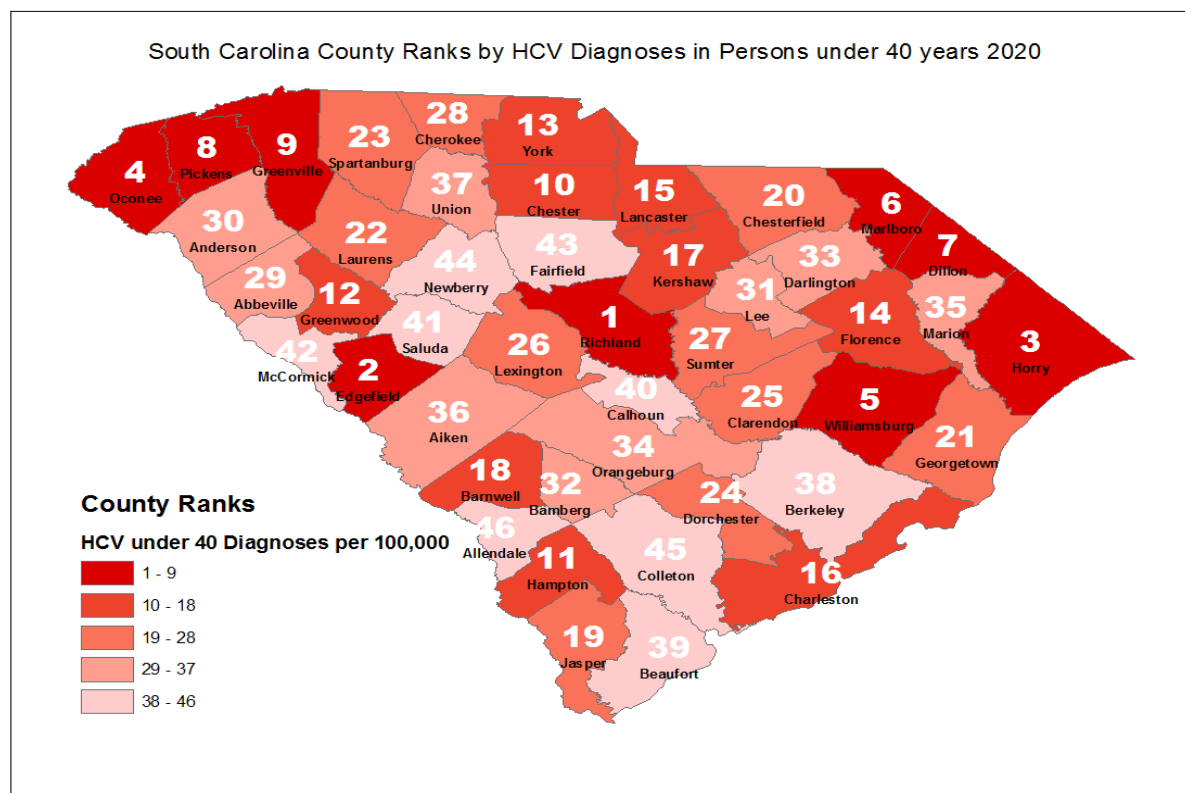 South Carolina County Ranks by HCV Diagnoses in Persons under 40 years 2020
28
Cherokee
13
York
23
Spartanburg
9
Greenville
8
Pickens
4
Oconee
37
Union
10
Chester
15
Lancaster
20
Chesterfield
6
Marlboro
7
Dillon
30
Anderson
22
Laurens
44
Newberry
43
Fairfield
17
Kershaw
33
Darlington
31
Lee
29
Abbeville
12
Greenwood
41
Saluda
1
Richland
14
Florence
35
Marion
3
Horry
42
McCormick
2
Edgefield
26
Lexington
27
Sumter
40
Calhoun
25
Clarendon
5
Williamsburg
21
Georgetown
36
Aiken
34
Orangeburg
18
Barnwell
32
Bamberg
24
Dorchester
38
Berkeley
46
Allendale
11
Hampton
45
Colleton
16
Charleston
19
Jasper
39
Beaufort
County Ranks
HCV under 40 Diagnoses per 100,000
1 - 9
10 - 18
19 - 28
29 - 37
38 - 46